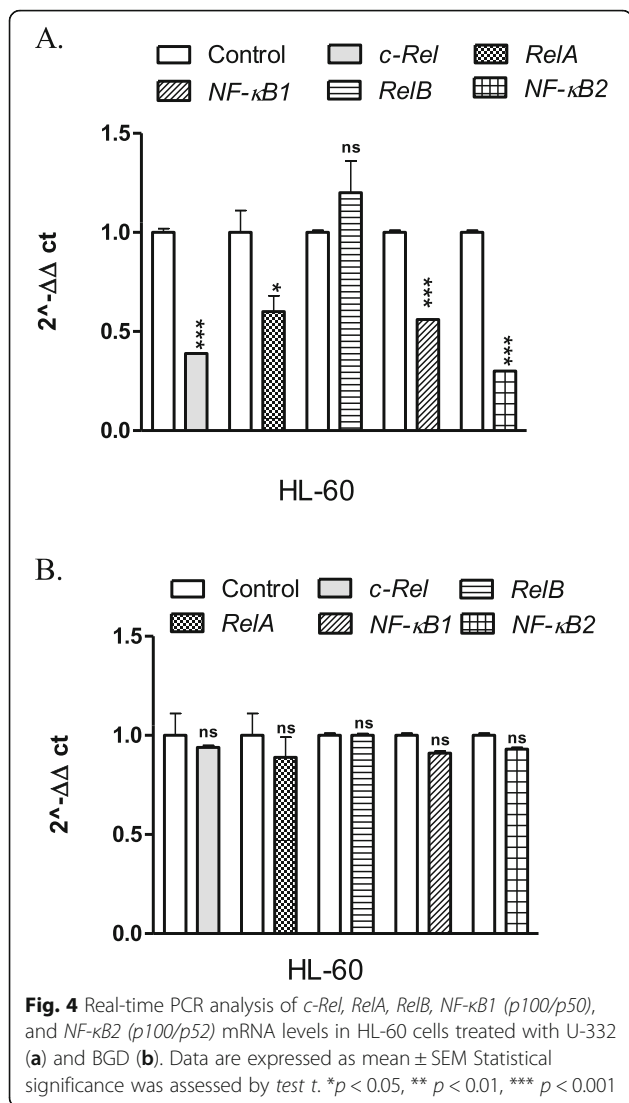 A.
Control c-Rel RelA
NF-κB1 RelB NF-κB2
1.5
1.0
0.5
0.0
2^-ΔΔ ct
***
*
ns
***
***
HL-60
B.
Control c-Rel RelB
RelA NF-κB1 NF-κB2
1.5
1.0
0.5
0.0
2^-ΔΔ ct
ns
ns
ns
ns
ns
HL-60
Fig. 4 Real-time PCR analysis of c-Rel, RelA, RelB, NF-κB1 (p100/p50),
and NF-κB2 (p100/p52) mRNA levels in HL-60 cells treated with U-332
(a) and BGD (b). Data are expressed as mean ± SEM Statistical
significance was assessed by test t. *p < 0.05, ** p < 0.01, *** p < 0.001